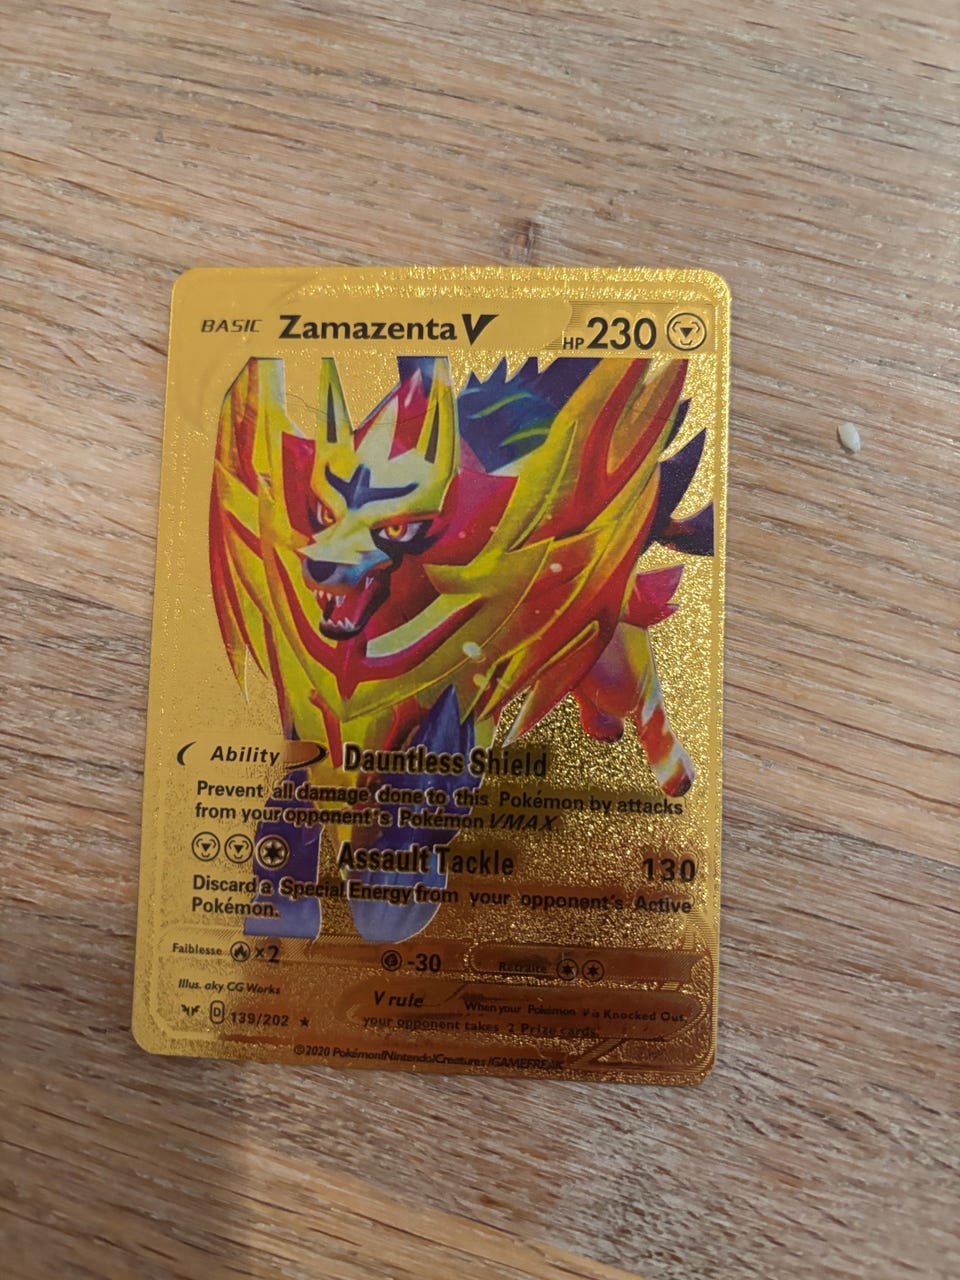 BASIC Zamazenta V HP 230
Ability Dauntless Shield
Prevent all damage done to this Pokémon by attacks
from your opponent's Pokémon VMAX.
Assault Tackle 130
Discard a Special Energy from your opponent's Active
Pokémon.
Faiblesse x2 -30 Retraite
Illus. aky CG Works
V rule When your Pokémon V is Knocked Out,
D 139/202
your opponent takes 2 Prize cards.
©2020 Pokémon/Nintendo/Creatures /GAMEFREAK